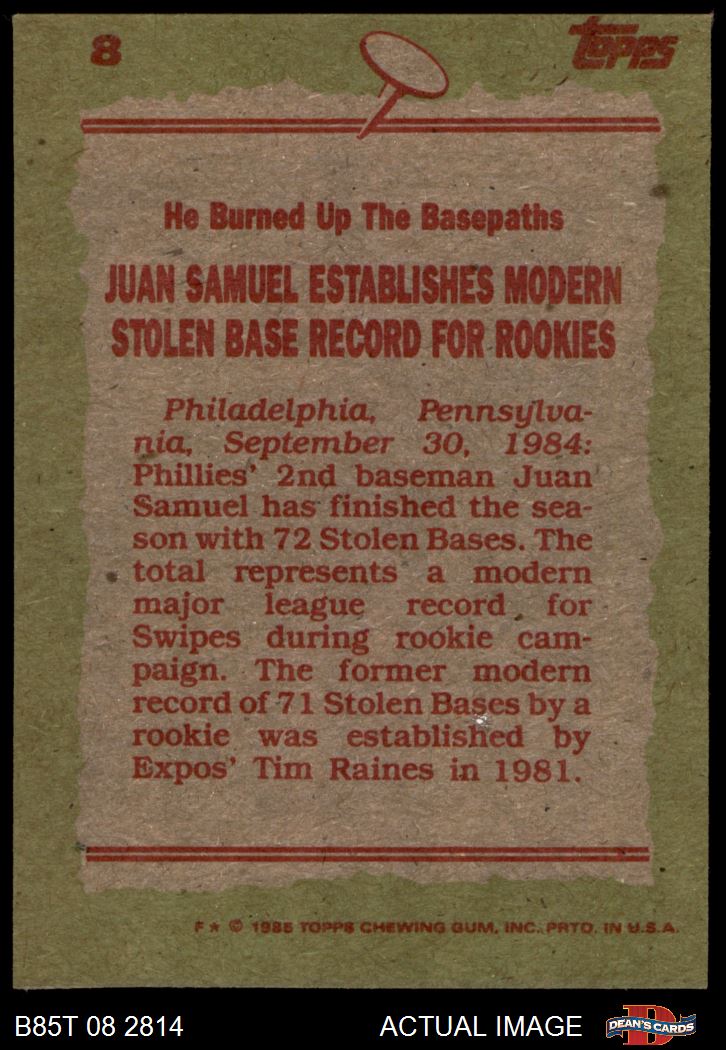 8
Topps
He Burned Up The Basepaths
JUAN SAMUEL ESTABLISHES MODERN
STOLEN BASE RECORD FOR ROOKIES
Philadelphia, Pennsylva-
nia, September 30, 1984:
Phillies' 2nd baseman Juan
Samuel has finished the sea-
son with 72 Stolen Bases. The
total represents a modern
major league record for
Swipes during rookie cam-
paign. The former modern
record of 71 Stolen Bases by a
rookie was established by
Expos' Tim Raines in 1981.
F★ © 1985 TOPPS CHEWING GUM, INC. PRTD. IN U.S.A.
B85T 08 2814
ACTUAL IMAGE
D
DEAN'S CARDS